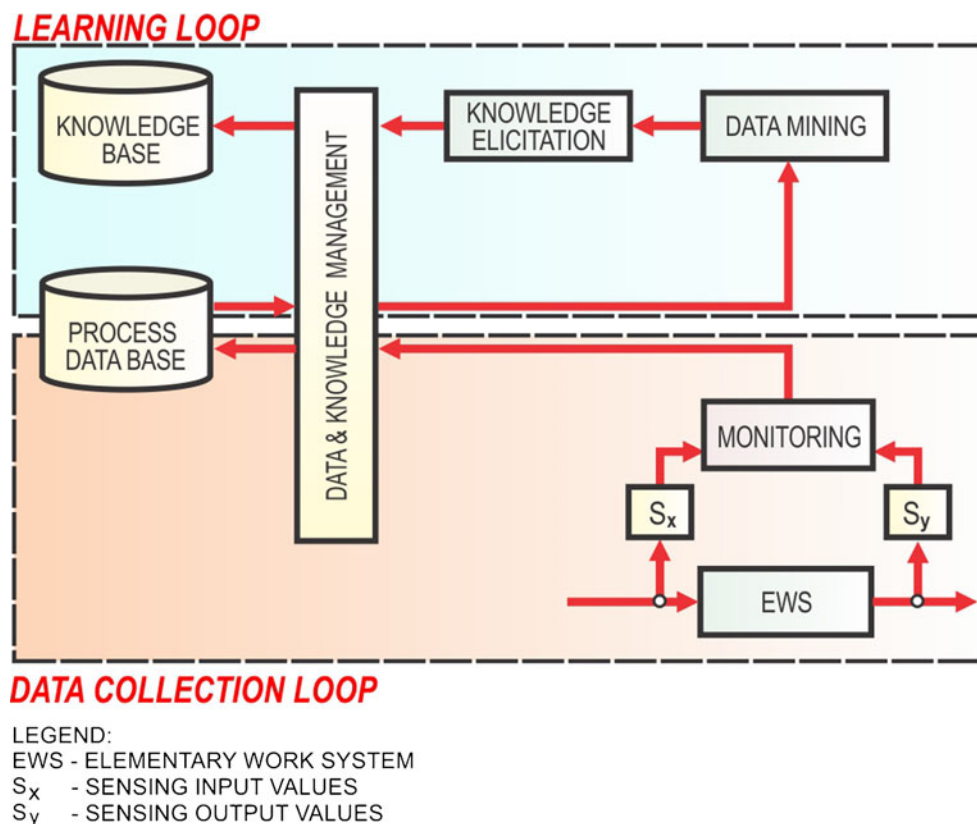 LEARNING LOOP
KNOWLEDGE
BASE
KNOWLEDGE
ELICITATION
DATA MINING
DATA & KNOWLEDGE MANAGEMENT
PROCESS
DATA BASE
MONITORING
Sx
Sy
EWS
DATA COLLECTION LOOP
LEGEND:
EWS - ELEMENTARY WORK SYSTEM
Sx - SENSING INPUT VALUES
Sy - SENSING OUTPUT VALUES